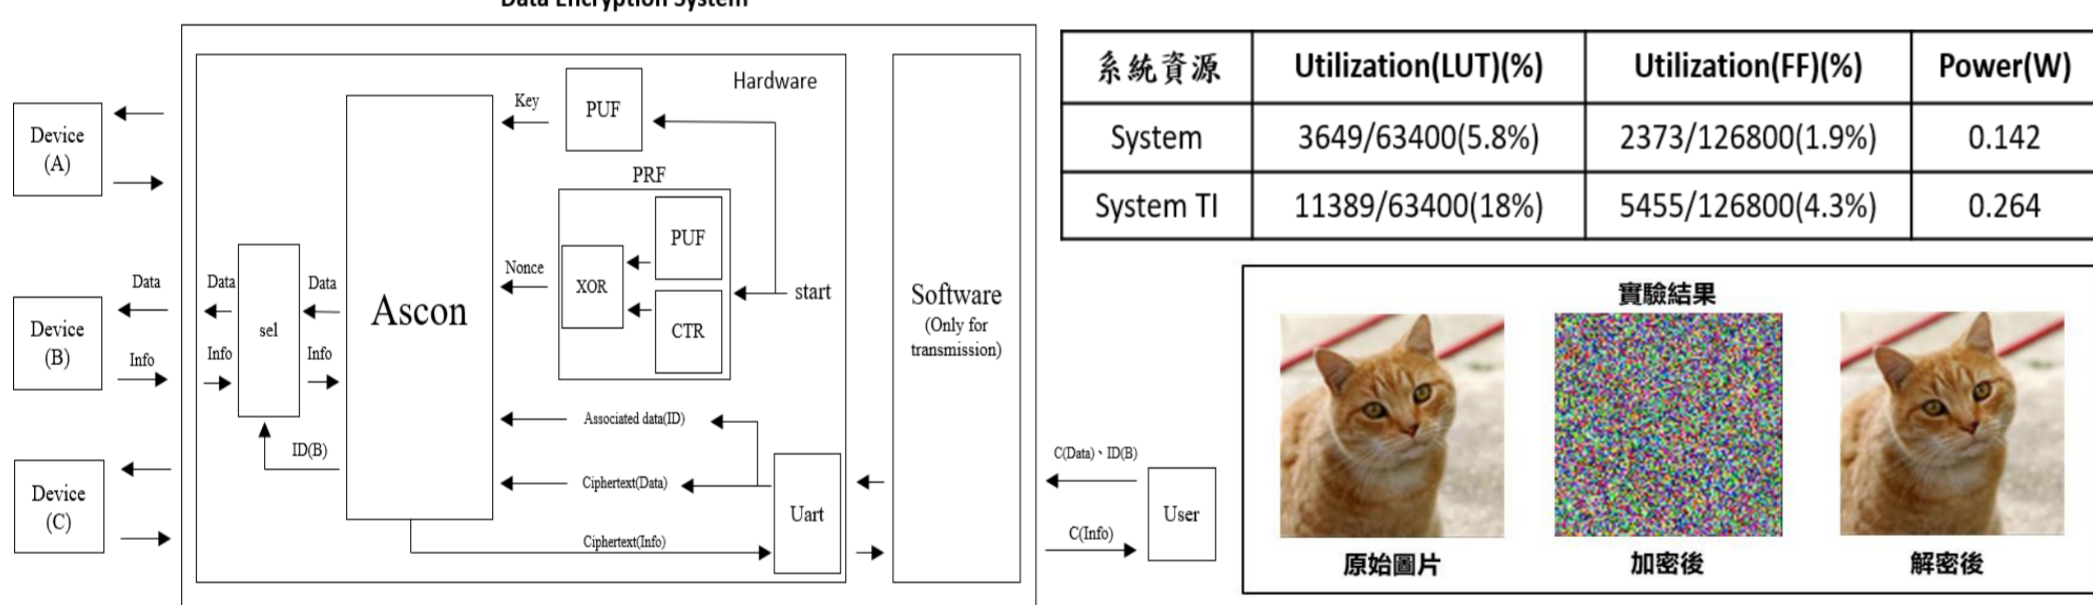 Data Encryption System
Hardware
Device
(A)
Device
(B)
Device
(C)
Data
Info
Data
Info
sel
Data
Info
ID(B)
Ascon
Key
PUF
PRF
PUF
XOR
CTR
Nonce
start
Associated data(ID)
Ciphertext(Data)
Ciphertext(Info)
Uart
Software
(Only for
transmission)
C(Data)、ID(B)
C(Info)
User
系統資源 Utilization(LUT)(%) Utilization(FF)(%) Power(W)
System 3649/63400(5.8%) 2373/126800(1.9%) 0.142
System TI 11389/63400(18%) 5455/126800(4.3%) 0.264
實驗結果
原始圖片
加密後
解密後